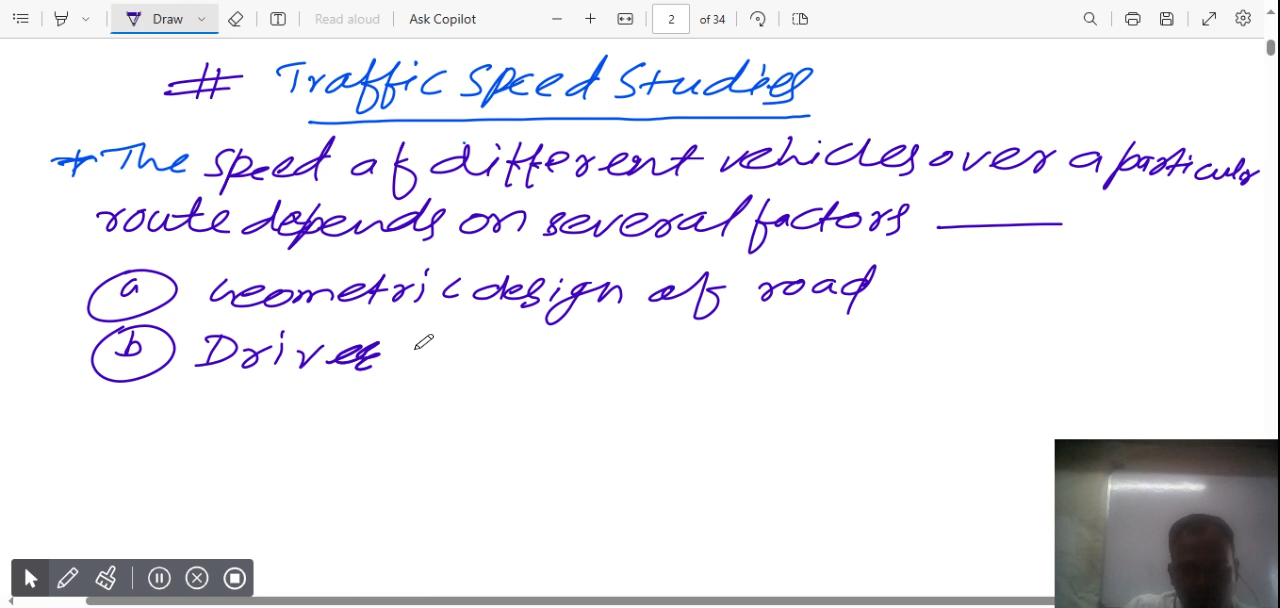 Draw
Read aloud
Ask Copilot
2 of 34
# Traffic Speed Studies
* The speed of different vehicles over a particular
route depends on several factors ——
(a) Geometric design of road
(b) Driver